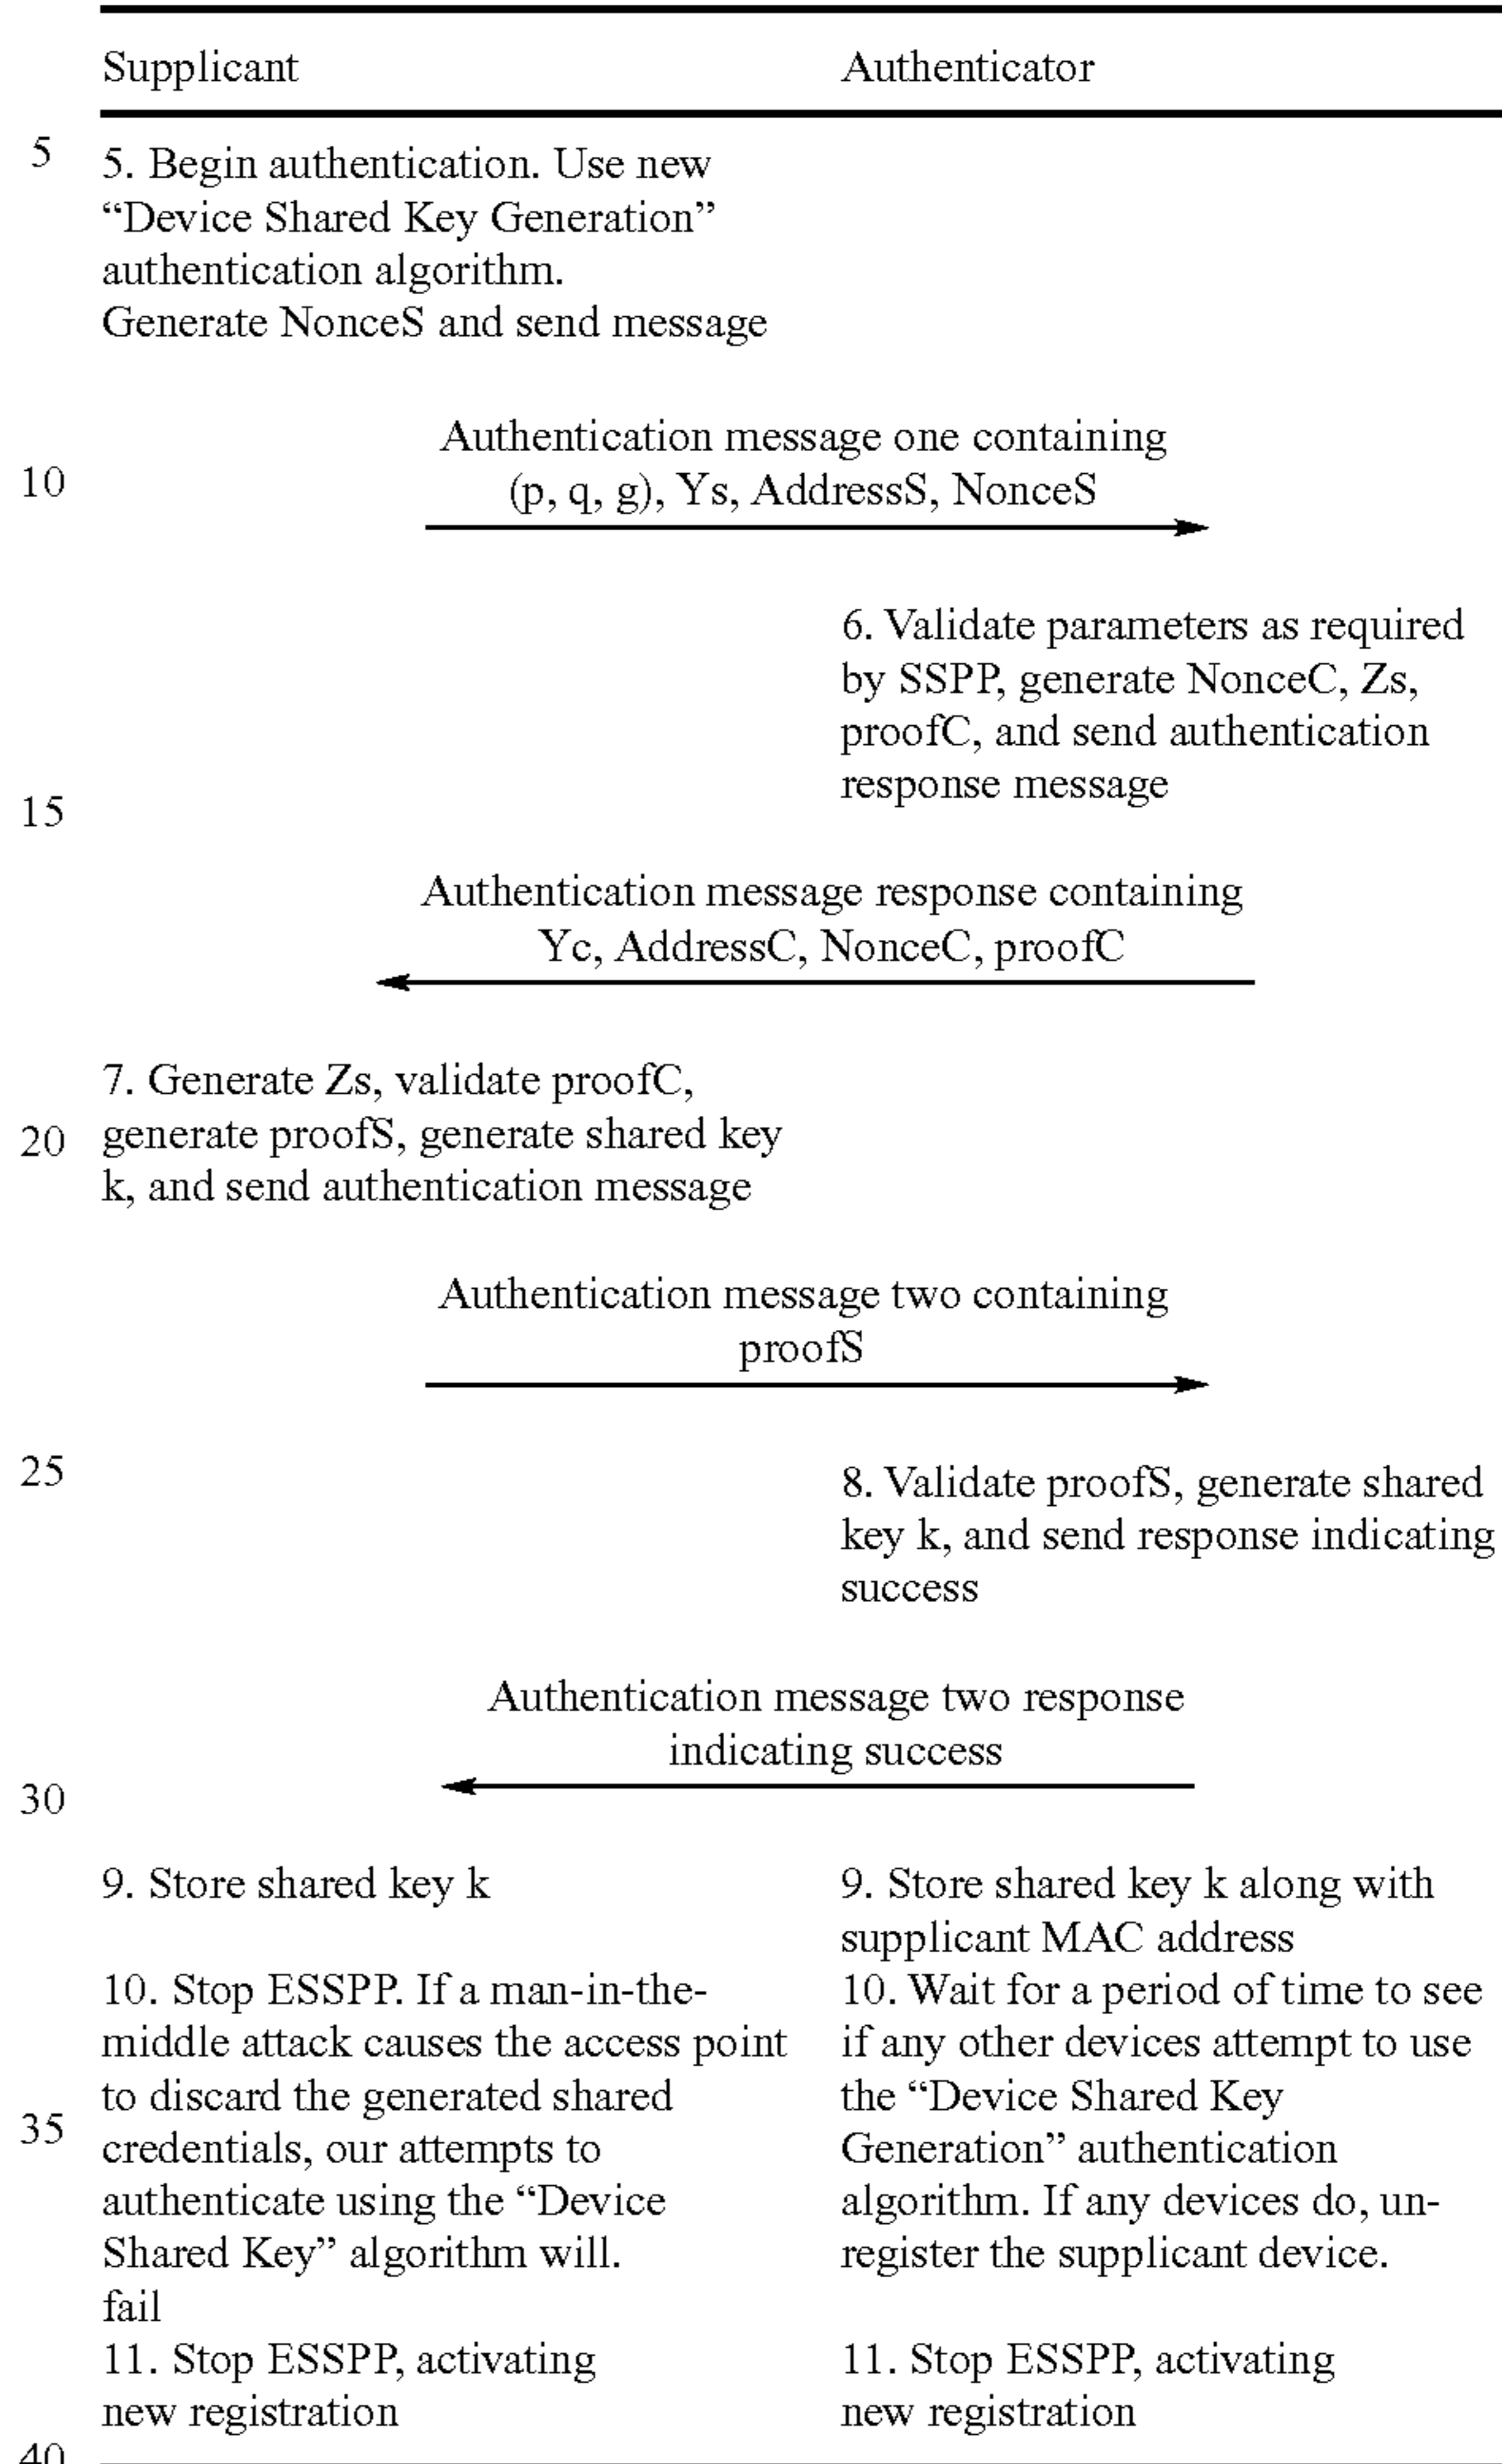 Supplicant Authenticator
5 5. Begin authentication. Use new
“Device Shared Key Generation”
authentication algorithm.
Generate NonceS and send message
Authentication message one containing
10 (p, q, g), Ys, AddressS, NonceS
6. Validate parameters as required
by SSPP, generate NonceC, Zs,
proofC, and send authentication
response message
15
Authentication message response containing
Yc, AddressC, NonceC, proofC
7. Generate Zs, validate proofC,
20 generate proofS, generate shared key
k, and send authentication message
Authentication message two containing
proofS
25 8. Validate proofS, generate shared
key k, and send response indicating
success
Authentication message two response
indicating success
30
9. Store shared key k 9. Store shared key k along with
supplicant MAC address
10. Stop ESSPP. If a man-in-the- 10. Wait for a period of time to see
middle attack causes the access point if any other devices attempt to use
to discard the generated shared the “Device Shared Key
35 credentials, our attempts to Generation” authentication
authenticate using the “Device algorithm. If any devices do, un-
Shared Key” algorithm will. register the supplicant device.
fail
11. Stop ESSPP, activating 11. Stop ESSPP, activating
new registration new registration
40